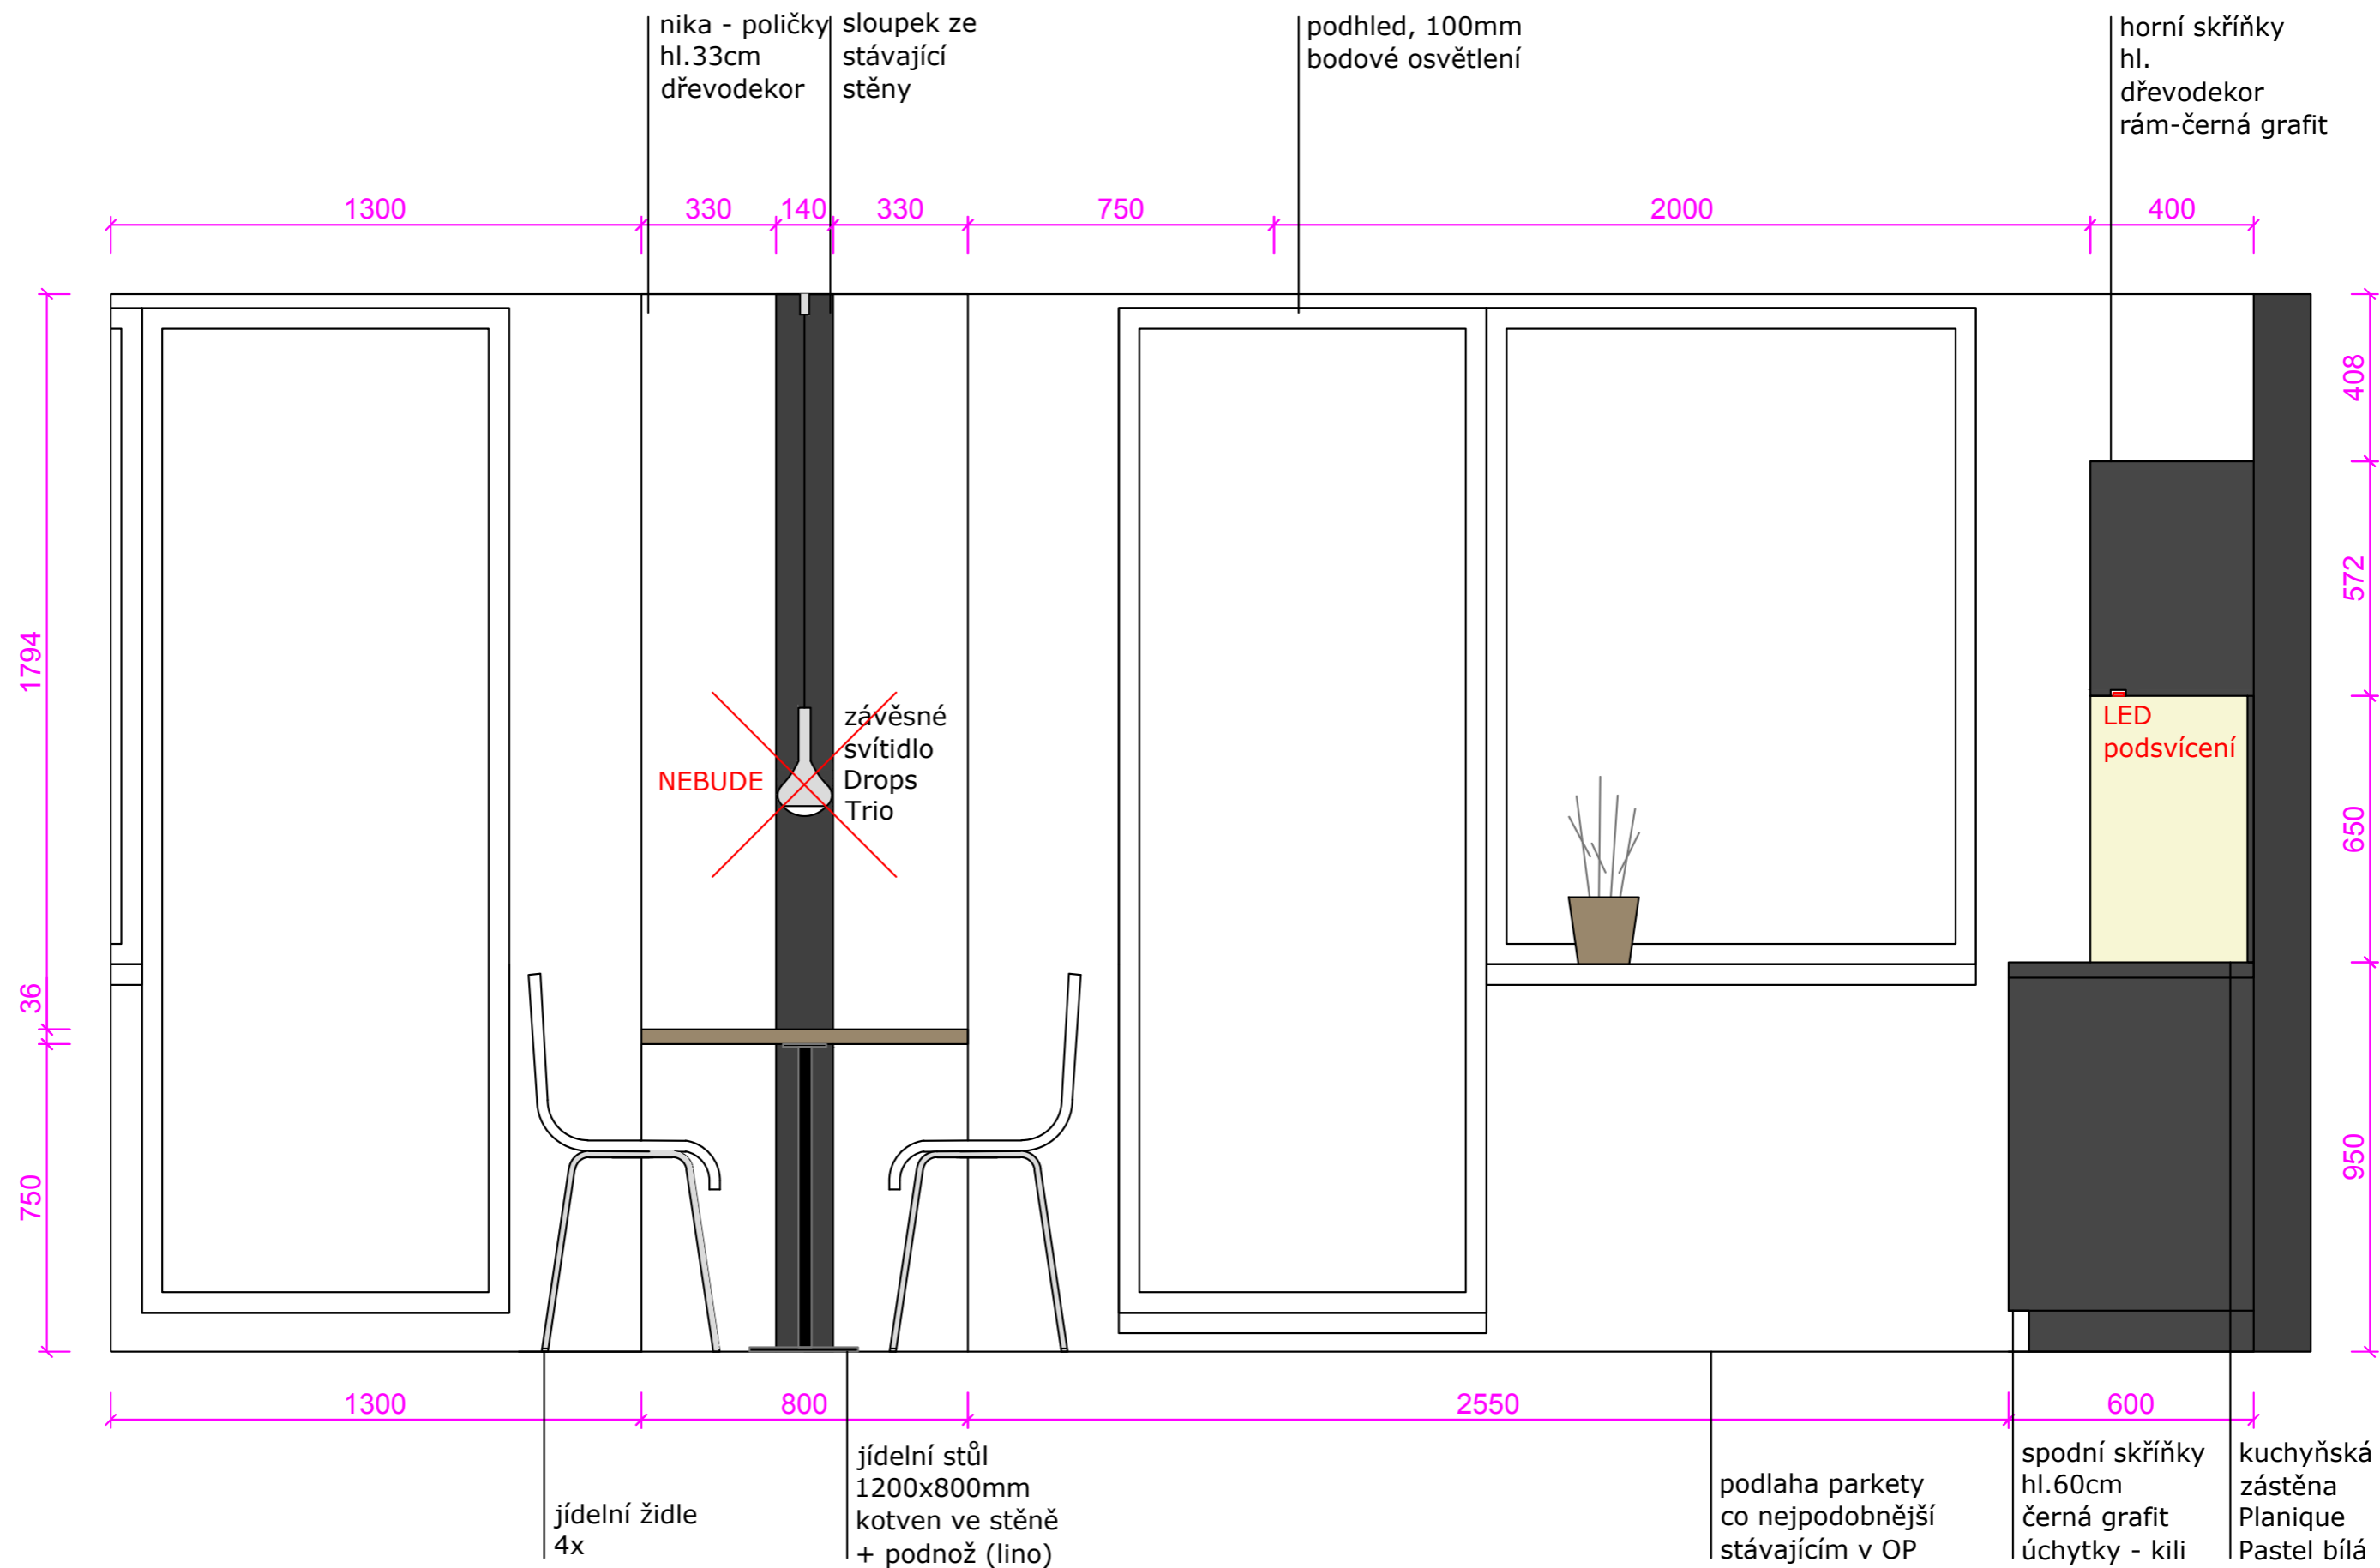 nika - poličky
hl.33cm
dřevodekor
sloupek ze
stávající
stěny
podhled, 100mm
bodové osvětlení
horní skříňky
hl.
dřevodekor
rám-černá grafit
1300
330
140
330
750
2000
400
1794
36
750
408
572
650
950
NEBUDE
závěsné
svítidlo
Drops
Trio
LED
podsvícení
1300
800
2550
600
jídelní židle
4x
jídelní stůl
1200x800mm
kotven ve stěně
+ podnož (lino)
podlaha parkety
co nejpodobnější
stávajícím v OP
spodní skříňky
hl.60cm
černá grafit
úchytky - kili
kuchyňská
zástěna
Planique
Pastel bílá